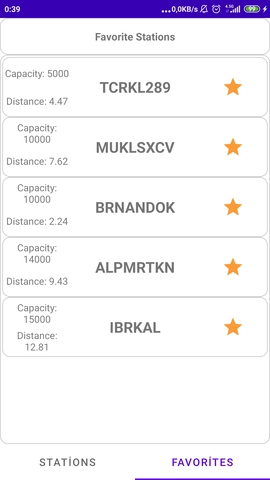 0:39
...0,0KB/s 4.5G 99
Favorite Stations
Capacity: 5000
Distance: 4.47
TCRKL289
Capacity:
10000
Distance: 7.62
MUKLSXCV
Capacity:
10000
Distance: 2.24
BRNANDOK
Capacity:
14000
Distance: 9.43
ALPMRTKN
Capacity:
15000
Distance:
12.81
IBRKAL
STATİONS
FAVORİTES